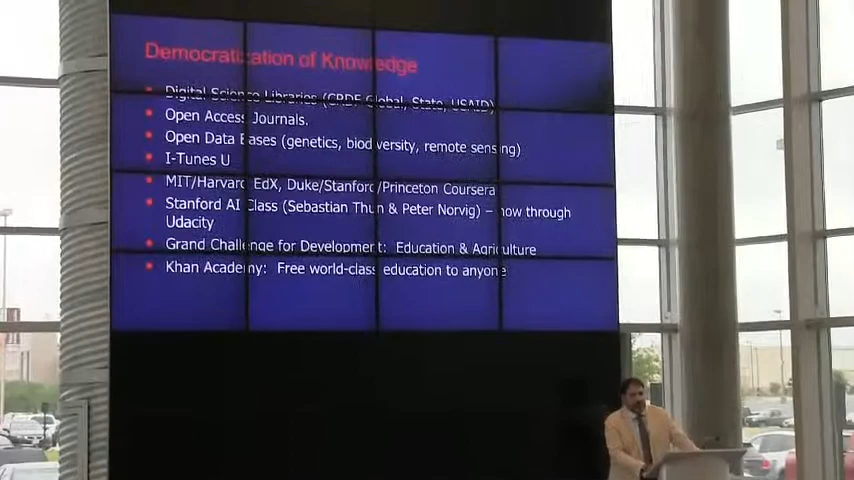 Democratization of Knowledge
Digital Science Libraries (CRDF Global, State, USAID)
Open Access Journals.
Open Data Bases (genetics, biodiversity, remote sensing)
I-Tunes U
MIT/Harvard EdX, Duke/Stanford/Princeton Coursera
Stanford AI Class (Sebastian Thun & Peter Norvig) – now through
Udacity
Grand Challenge for Development: Education & Agriculture
Khan Academy: Free world-class education to anyone